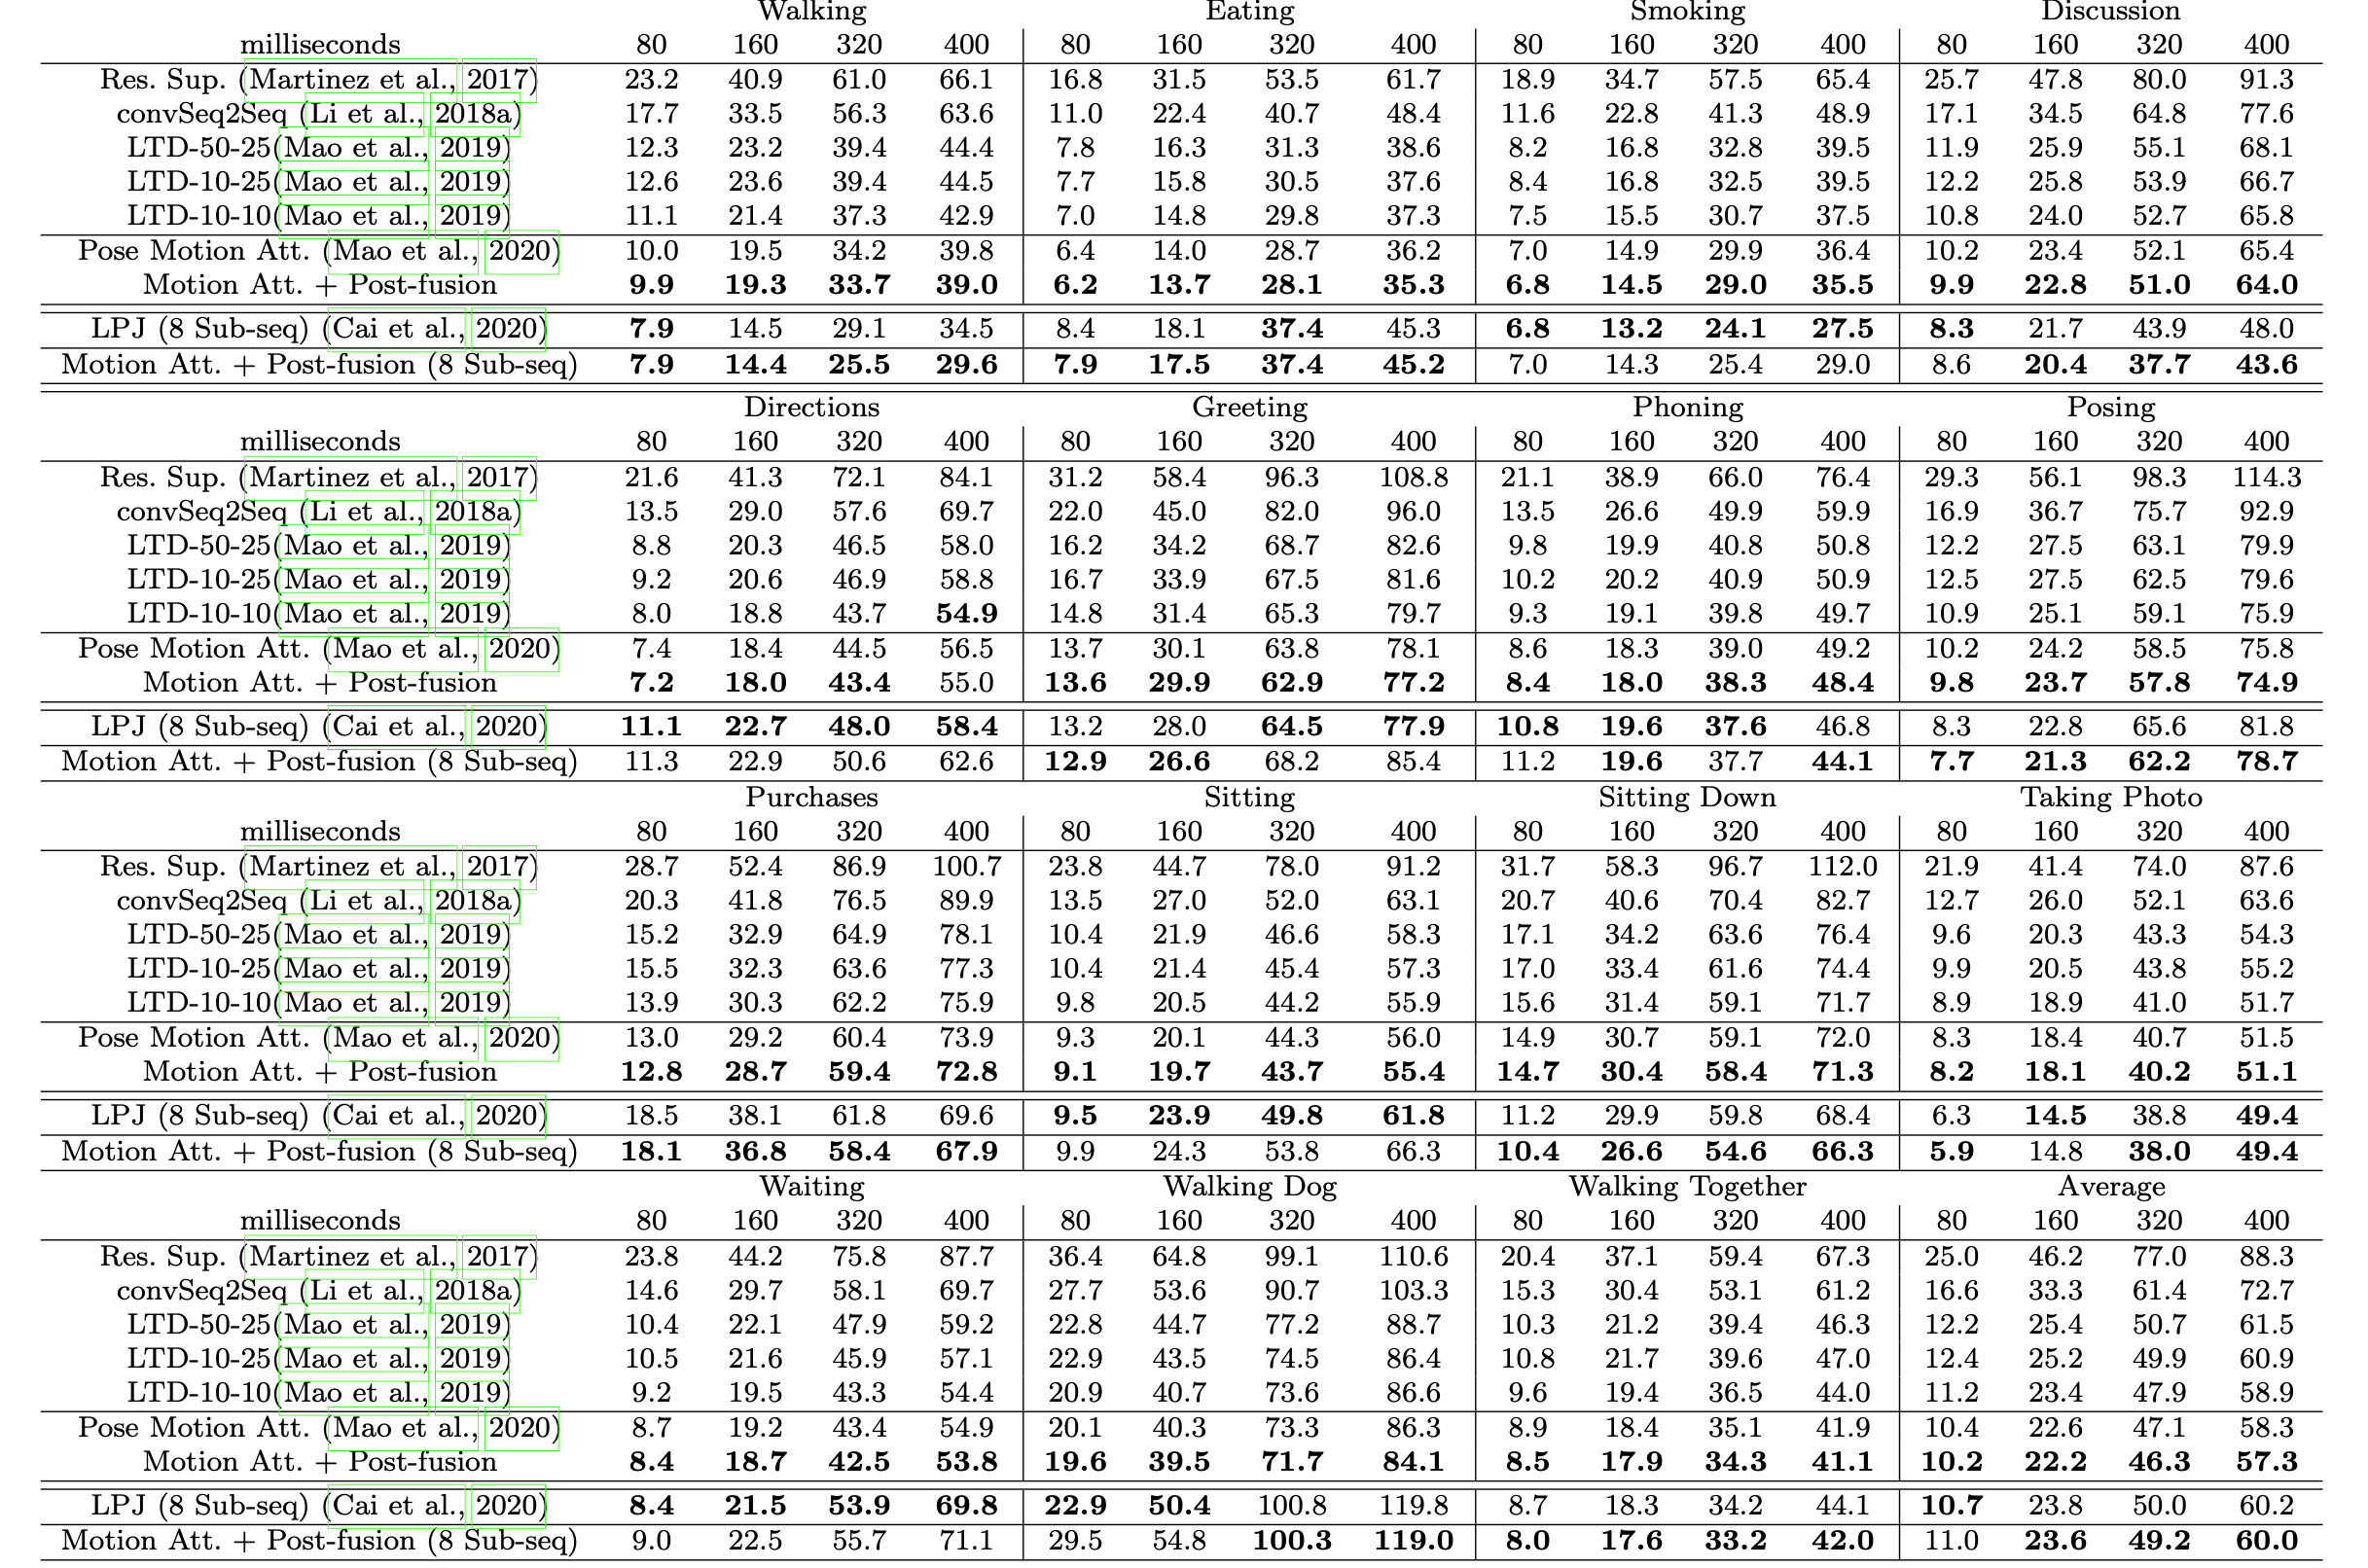 Walking Eating Smoking Discussion
milliseconds 80 160 320 400 80 160 320 400 80 160 320 400 80 160 320 400
Res. Sup. (Martinez et al., 2017) 23.2 40.9 61.0 66.1 16.8 31.5 53.5 61.7 18.9 34.7 57.5 65.4 25.7 47.8 80.0 91.3
convSeq2Seq (Li et al., 2018a) 17.7 33.5 56.3 63.6 11.0 22.4 40.7 48.4 11.6 22.8 41.3 48.9 17.1 34.5 64.8 77.6
LTD-50-25(Mao et al., 2019) 12.3 23.2 39.4 44.4 7.8 16.3 31.3 38.6 8.2 16.8 32.8 39.5 11.9 25.9 55.1 68.1
LTD-10-25(Mao et al., 2019) 12.6 23.6 39.4 44.5 7.7 15.8 30.5 37.6 8.4 16.8 32.5 39.5 12.2 25.8 53.9 66.7
LTD-10-10(Mao et al., 2019) 11.1 21.4 37.3 42.9 7.0 14.8 29.8 37.3 7.5 15.5 30.7 37.5 10.8 24.0 52.7 65.8
Pose Motion Att. (Mao et al., 2020) 10.0 19.5 34.2 39.8 6.4 14.0 28.7 36.2 7.0 14.9 29.9 36.4 10.2 23.4 52.1 65.4
Motion Att. + Post-fusion 9.9 19.3 33.7 39.0 6.2 13.7 28.1 35.3 6.8 14.5 29.0 35.5 9.9 22.8 51.0 64.0
LPJ (8 Sub-seq) (Cai et al., 2020) 7.9 14.5 29.1 34.5 8.4 18.1 37.4 45.3 6.8 13.2 24.1 27.5 8.3 21.7 43.9 48.0
Motion Att. + Post-fusion (8 Sub-seq) 7.9 14.4 25.5 29.6 7.9 17.5 37.4 45.2 7.0 14.3 25.4 29.0 8.6 20.4 37.7 43.6
Directions Greeting Phoning Posing
milliseconds 80 160 320 400 80 160 320 400 80 160 320 400 80 160 320 400
Res. Sup. (Martinez et al., 2017) 21.6 41.3 72.1 84.1 31.2 58.4 96.3 108.8 21.1 38.9 66.0 76.4 29.3 56.1 98.3 114.3
convSeq2Seq (Li et al., 2018a) 13.5 29.0 57.6 69.7 22.0 45.0 82.0 96.0 13.5 26.6 49.9 59.9 16.9 36.7 75.7 92.9
LTD-50-25(Mao et al., 2019) 8.8 20.3 46.5 58.0 16.2 34.2 68.7 82.6 9.8 19.9 40.8 50.8 12.2 27.5 63.1 79.9
LTD-10-25(Mao et al., 2019) 9.2 20.6 46.9 58.8 16.7 33.9 67.5 81.6 10.2 20.2 40.9 50.9 12.5 27.5 62.5 79.6
LTD-10-10(Mao et al., 2019) 8.0 18.8 43.7 54.9 14.8 31.4 65.3 79.7 9.3 19.1 39.8 49.7 10.9 25.1 59.1 75.9
Pose Motion Att. (Mao et al., 2020) 7.4 18.4 44.5 56.5 13.7 30.1 63.8 78.1 8.6 18.3 39.0 49.2 10.2 24.2 58.5 75.8
Motion Att. + Post-fusion 7.2 18.0 43.4 55.0 13.6 29.9 62.9 77.2 8.4 18.0 38.3 48.4 9.8 23.7 57.8 74.9
LPJ (8 Sub-seq) (Cai et al., 2020) 11.1 22.7 48.0 58.4 13.2 28.0 64.5 77.9 10.8 19.6 37.6 46.8 8.3 22.8 65.6 81.8
Motion Att. + Post-fusion (8 Sub-seq) 11.3 22.9 50.6 62.6 12.9 26.6 68.2 85.4 11.2 19.6 37.7 44.1 7.7 21.3 62.2 78.7
Purchases Sitting Sitting Down Taking Photo
milliseconds 80 160 320 400 80 160 320 400 80 160 320 400 80 160 320 400
Res. Sup. (Martinez et al., 2017) 28.7 52.4 86.9 100.7 23.8 44.7 78.0 91.2 31.7 58.3 96.7 112.0 21.9 41.4 74.0 87.6
convSeq2Seq (Li et al., 2018a) 20.3 41.8 76.5 89.9 13.5 27.0 52.0 63.1 20.7 40.6 70.4 82.7 12.7 26.0 52.1 63.6
LTD-50-25(Mao et al., 2019) 15.2 32.9 64.9 78.1 10.4 21.9 46.6 58.3 17.1 34.2 63.6 76.4 9.6 20.3 43.3 54.3
LTD-10-25(Mao et al., 2019) 15.5 32.3 63.6 77.3 10.4 21.4 45.4 57.3 17.0 33.4 61.6 74.4 9.9 20.5 43.8 55.2
LTD-10-10(Mao et al., 2019) 13.9 30.3 62.2 75.9 9.8 20.5 44.2 55.9 15.6 31.4 59.1 71.7 8.9 18.9 41.0 51.7
Pose Motion Att. (Mao et al., 2020) 13.0 29.2 60.4 73.9 9.3 20.1 44.3 56.0 14.9 30.7 59.1 72.0 8.3 18.4 40.7 51.5
Motion Att. + Post-fusion 12.8 28.7 59.4 72.8 9.1 19.7 43.7 55.4 14.7 30.4 58.4 71.3 8.2 18.1 40.2 51.1
LPJ (8 Sub-seq) (Cai et al., 2020) 18.5 38.1 61.8 69.6 9.5 23.9 49.8 61.8 11.2 29.9 59.8 68.4 6.3 14.5 38.8 49.4
Motion Att. + Post-fusion (8 Sub-seq) 18.1 36.8 58.4 67.9 9.9 24.3 53.8 66.3 10.4 26.6 54.6 66.3 5.9 14.8 38.0 49.4
Waiting Walking Dog Walking Together Average
milliseconds 80 160 320 400 80 160 320 400 80 160 320 400 80 160 320 400
Res. Sup. (Martinez et al., 2017) 23.8 44.2 75.8 87.7 36.4 64.8 99.1 110.6 20.4 37.1 59.4 67.3 25.0 46.2 77.0 88.3
convSeq2Seq (Li et al., 2018a) 14.6 29.7 58.1 69.7 27.7 53.6 90.7 103.3 15.3 30.4 53.1 61.2 16.6 33.3 61.4 72.7
LTD-50-25(Mao et al., 2019) 10.4 22.1 47.9 59.2 22.8 44.7 77.2 88.7 10.3 21.2 39.4 46.3 12.2 25.4 50.7 61.5
LTD-10-25(Mao et al., 2019) 10.5 21.6 45.9 57.1 22.9 43.5 74.5 86.4 10.8 21.7 39.6 47.0 12.4 25.2 49.9 60.9
LTD-10-10(Mao et al., 2019) 9.2 19.5 43.3 54.4 20.9 40.7 73.6 86.6 9.6 19.4 36.5 44.0 11.2 23.4 47.9 58.9
Pose Motion Att. (Mao et al., 2020) 8.7 19.2 43.4 54.9 20.1 40.3 73.3 86.3 8.9 18.4 35.1 41.9 10.4 22.6 47.1 58.3
Motion Att. + Post-fusion 8.4 18.7 42.5 53.8 19.6 39.5 71.7 84.1 8.5 17.9 34.3 41.1 10.2 22.2 46.3 57.3
LPJ (8 Sub-seq) (Cai et al., 2020) 8.4 21.5 53.9 69.8 22.9 50.4 100.8 119.8 8.7 18.3 34.2 44.1 10.7 23.8 50.0 60.2
Motion Att. + Post-fusion (8 Sub-seq) 9.0 22.5 55.7 71.1 29.5 54.8 100.3 119.0 8.0 17.6 33.2 42.0 11.0 23.6 49.2 60.0